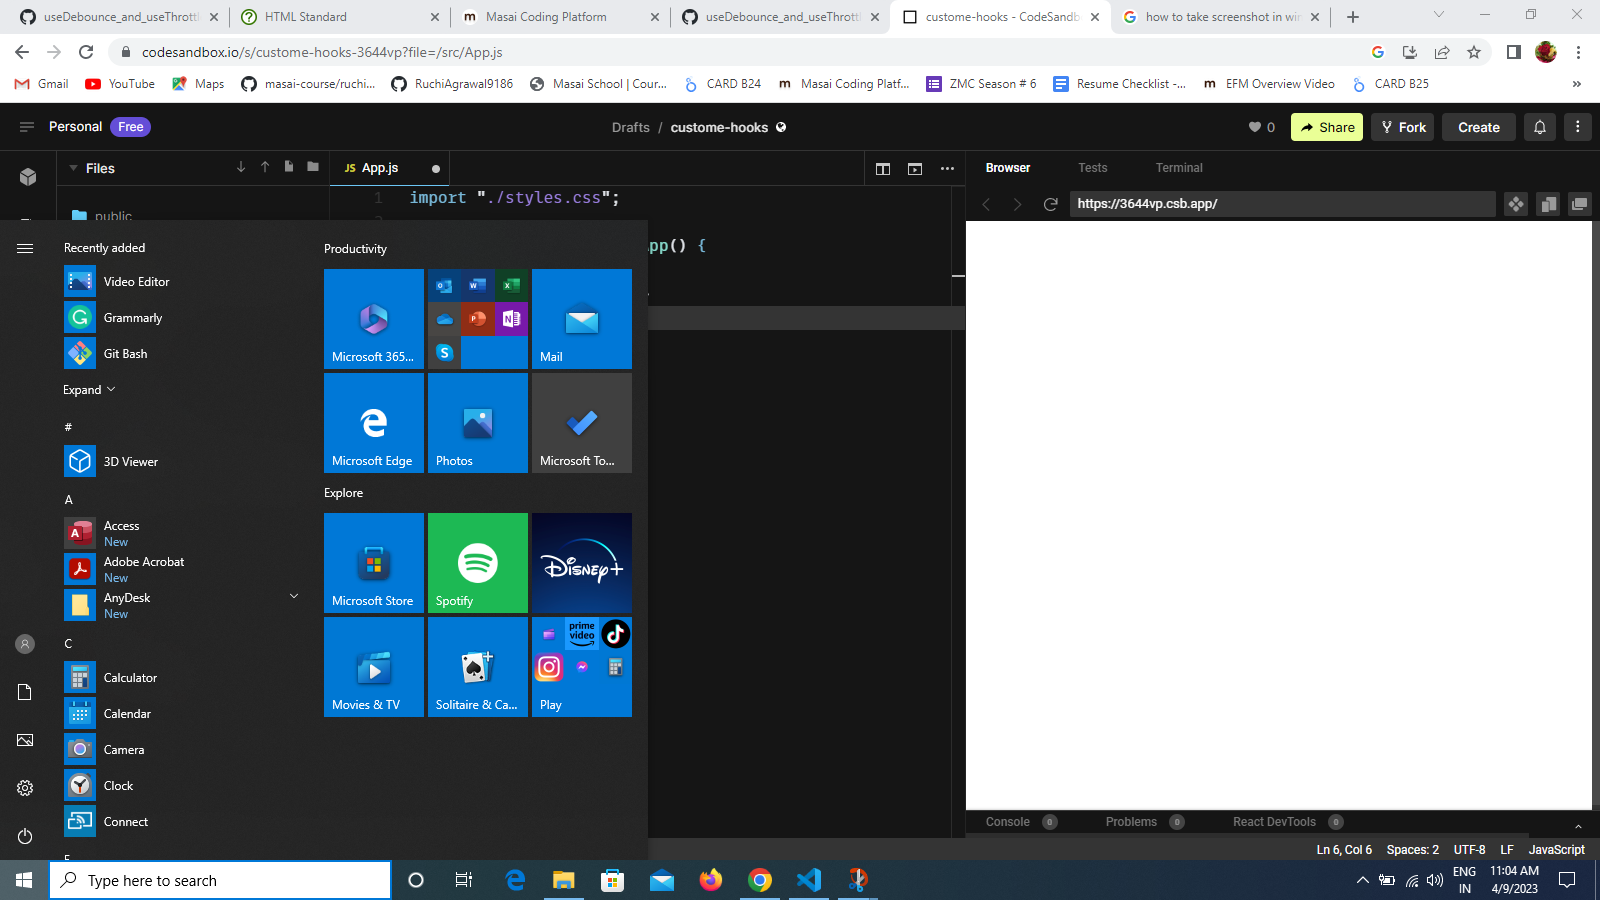 useDebounce_and_useThrottl
HTML Standard
Masai Coding Platform
useDebounce_and_useThrottl
custome-hooks - CodeSandb
how to take screenshot in win
codesandbox.io/s/custome-hooks-3644vp?file=/src/App.js
Gmail
YouTube
Maps
masai-course/ruchi...
RuchiAgrawal9186
Masai School | Cour...
CARD B24
Masai Coding Platf...
ZMC Season # 6
Resume Checklist -...
EFM Overview Video
CARD B25
Personal
Free
Drafts / custome-hooks
0
Share
Fork
Create
Files
JS App.js
Browser
Tests
Terminal
https://3644vp.csb.app/
public
1 import "./styles.css";
2
App() {
Recently added
Video Editor
Grammarly
Git Bash
Expand
#
3D Viewer
A
Access
New
Adobe Acrobat
New
AnyDesk
New
C
Calculator
Calendar
Camera
Clock
Connect
Productivity
Microsoft 365...
Mail
Microsoft Edge
Photos
Microsoft To...
Explore
Microsoft Store
Spotify
Disney+
Movies & TV
Solitaire & Ca...
prime video
Play
Console 0
Problems 0
React DevTools 0
Ln 6, Col 6
Spaces: 2
UTF-8
LF
JavaScript
Type here to search
ENG
IN
11:04 AM
4/9/2023